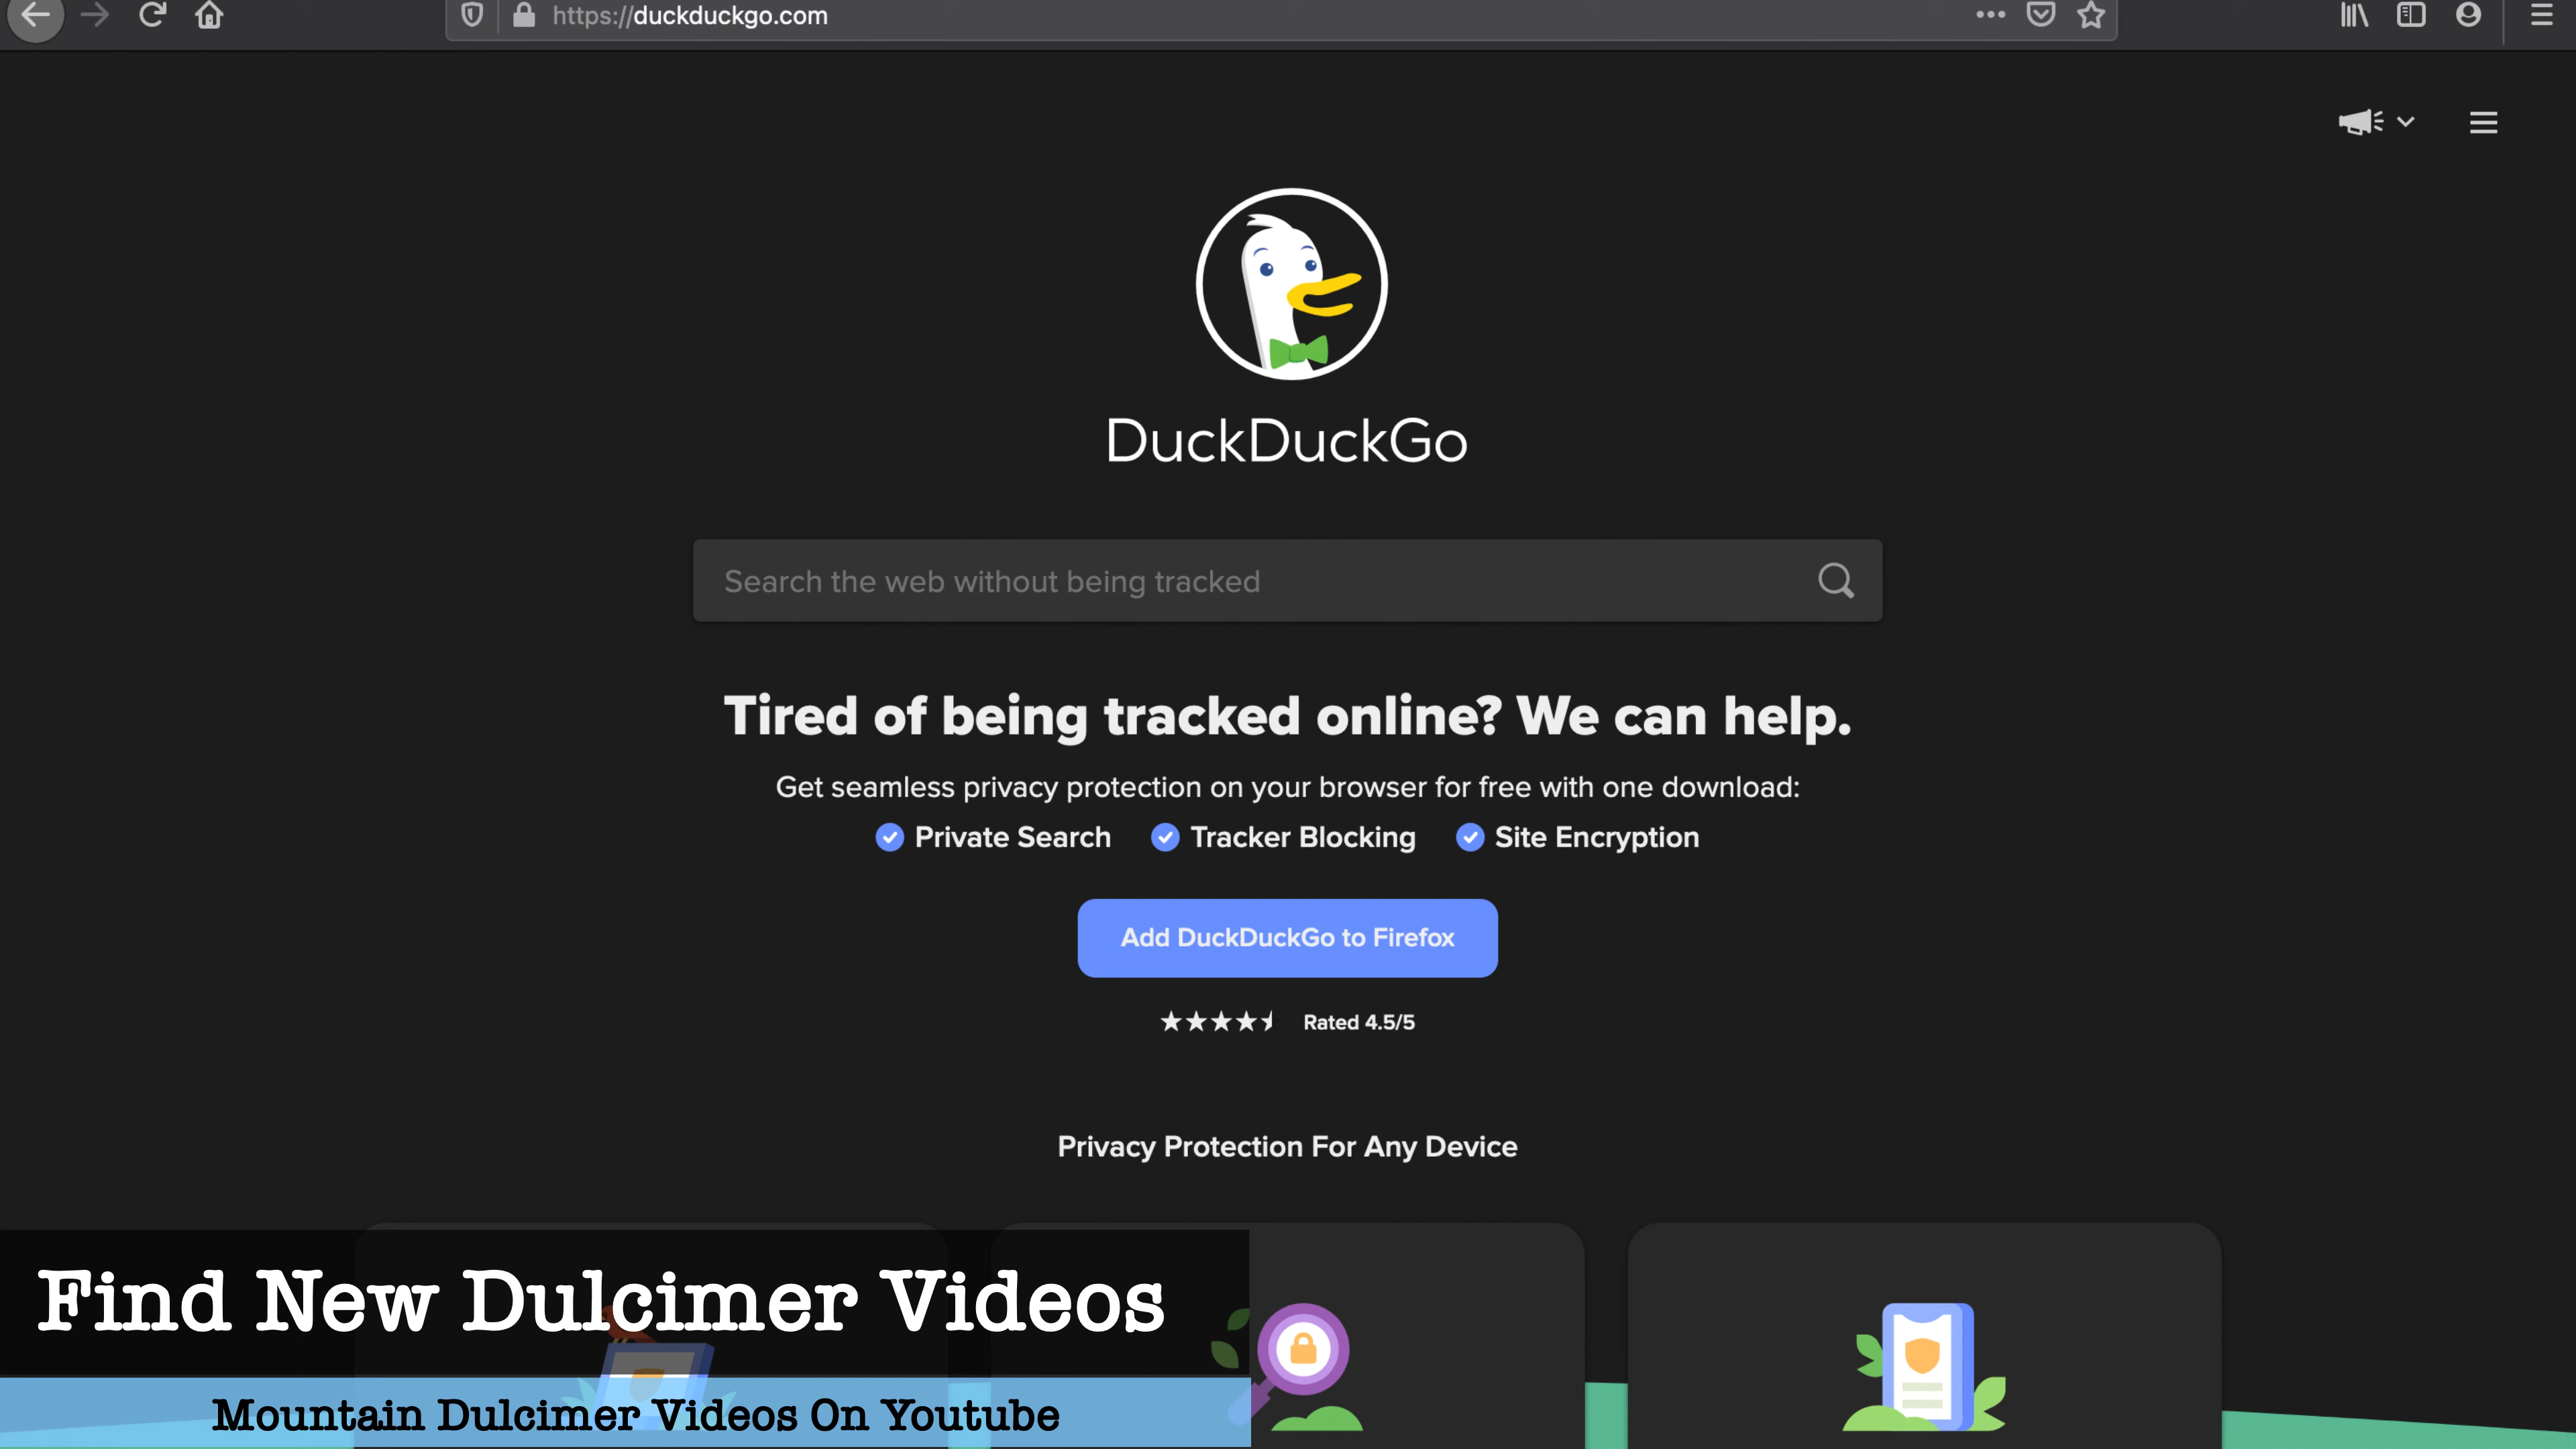 https://duckduckgo.com
DuckDuckGo
Search the web without being tracked
Tired of being tracked online? We can help.
Get seamless privacy protection on your browser for free with one download:
Private Search Tracker Blocking Site Encryption
Add DuckDuckGo to Firefox
Rated 4.5/5
Privacy Protection For Any Device
Find New Dulcimer Videos
Mountain Dulcimer Videos On Youtube